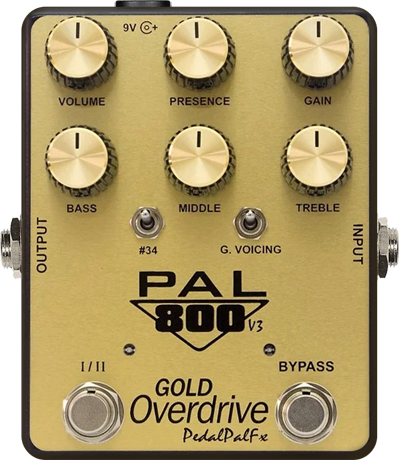 9V +
VOLUME PRESENCE GAIN
BASS MIDDLE TREBLE
OUTPUT
INPUT
#34 G. VOICING
PAL
800 V3
I / II BYPASS
GOLD
Overdrive
PedalPalFx